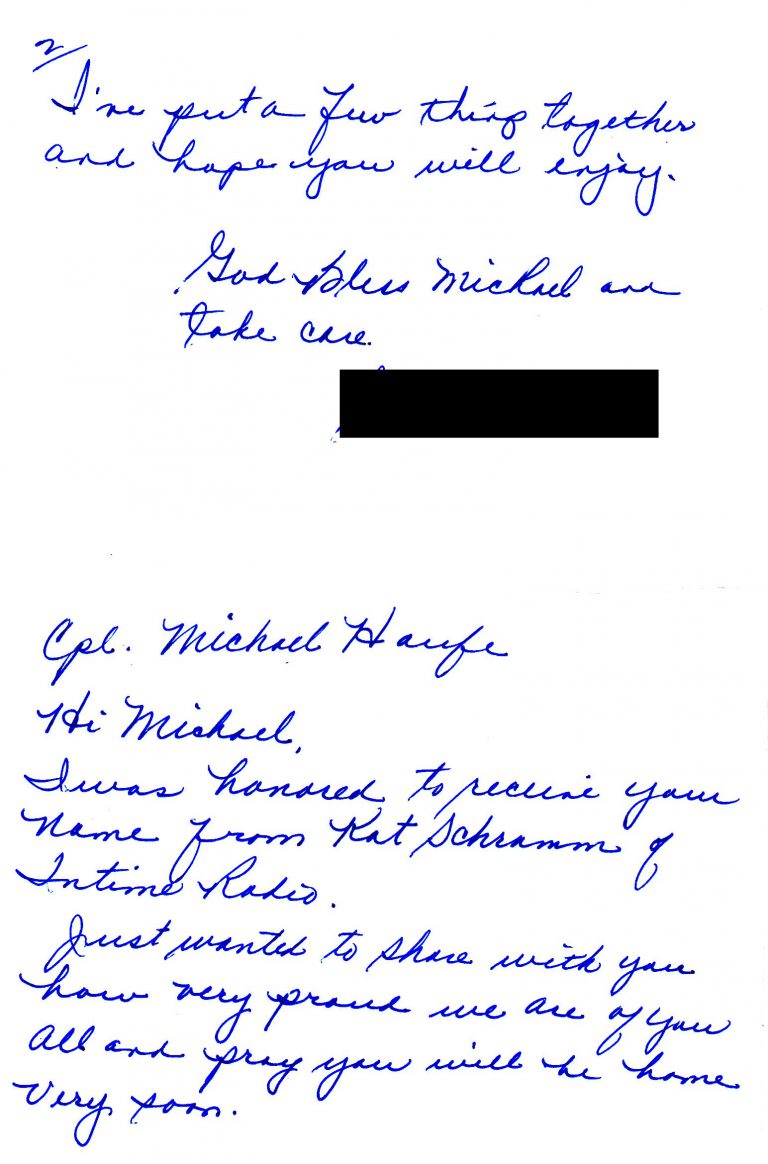 2/
I've put a few things together
and hope you will enjoy.
God Bless Michael and
take care.
Cpl. Michael Haufe
Hi Michael,
I was honored to receive your
Name from Kat Schramm of
Intime Radio.
Just wanted to share with you
how very proud we are of you
All and pray you will be home
Very soon.